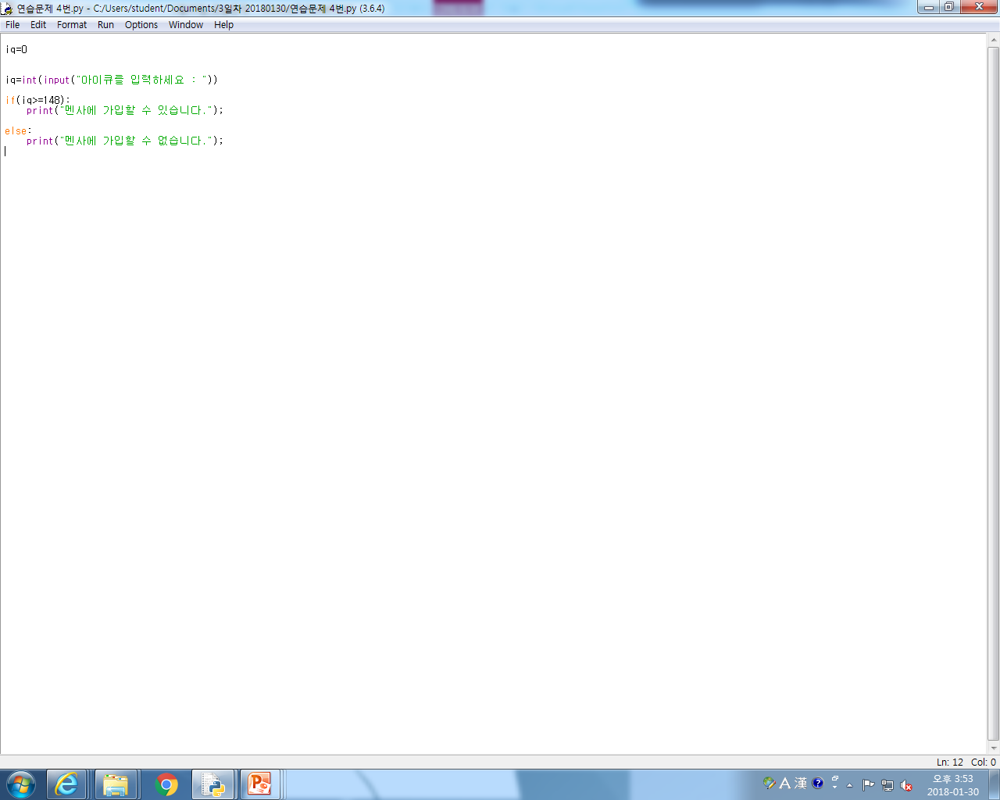 연습문제 4번.py - C:/Users/student/Documents/3일차 20180130/연습문제 4번.py (3.6.4)
File Edit Format Run Options Window Help
iq=0
iq=int(input("아이큐를 입력하세요 : "))
if(iq>=148):
    print("멘사에 가입할 수 있습니다.");
else:
    print("멘사에 가입할 수 없습니다.");
Ln: 12 Col: 0
A 漢
오후 3:53
2018-01-30